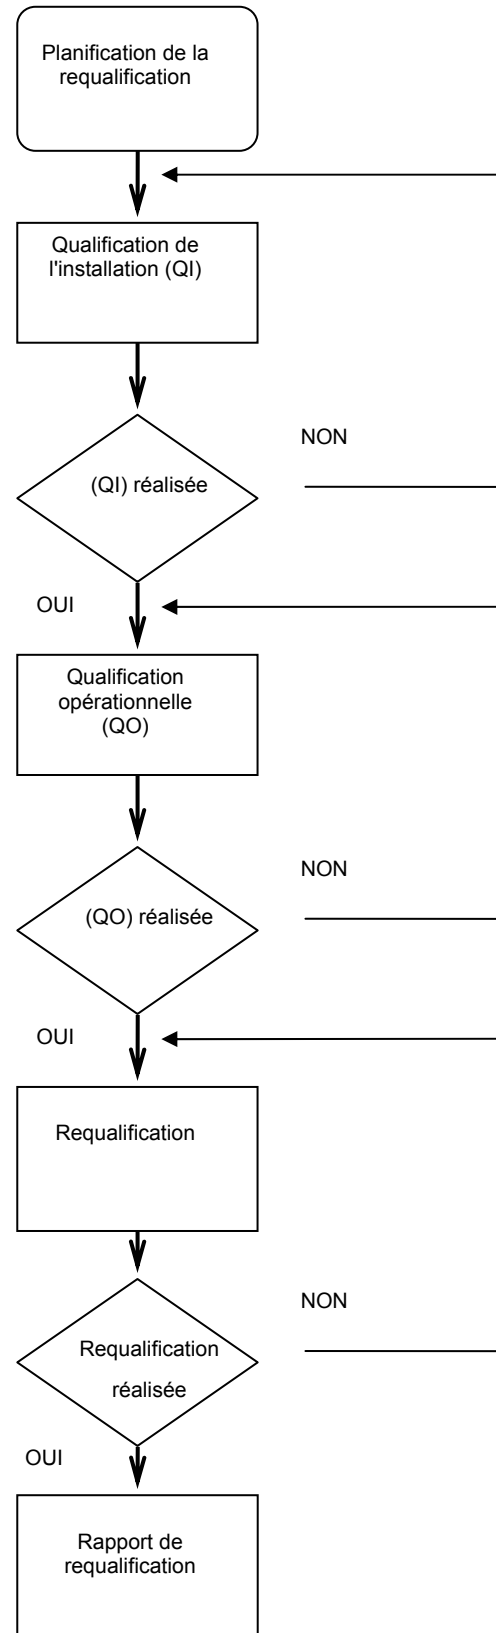 Planification de la
requalification
Qualification de
l'installation (QI)
NON
(QI) réalisée
OUI
Qualification
opérationnelle
(QO)
NON
(QO) réalisée
OUI
Requalification
NON
Requalification
réalisée
OUI
Rapport de
requalification